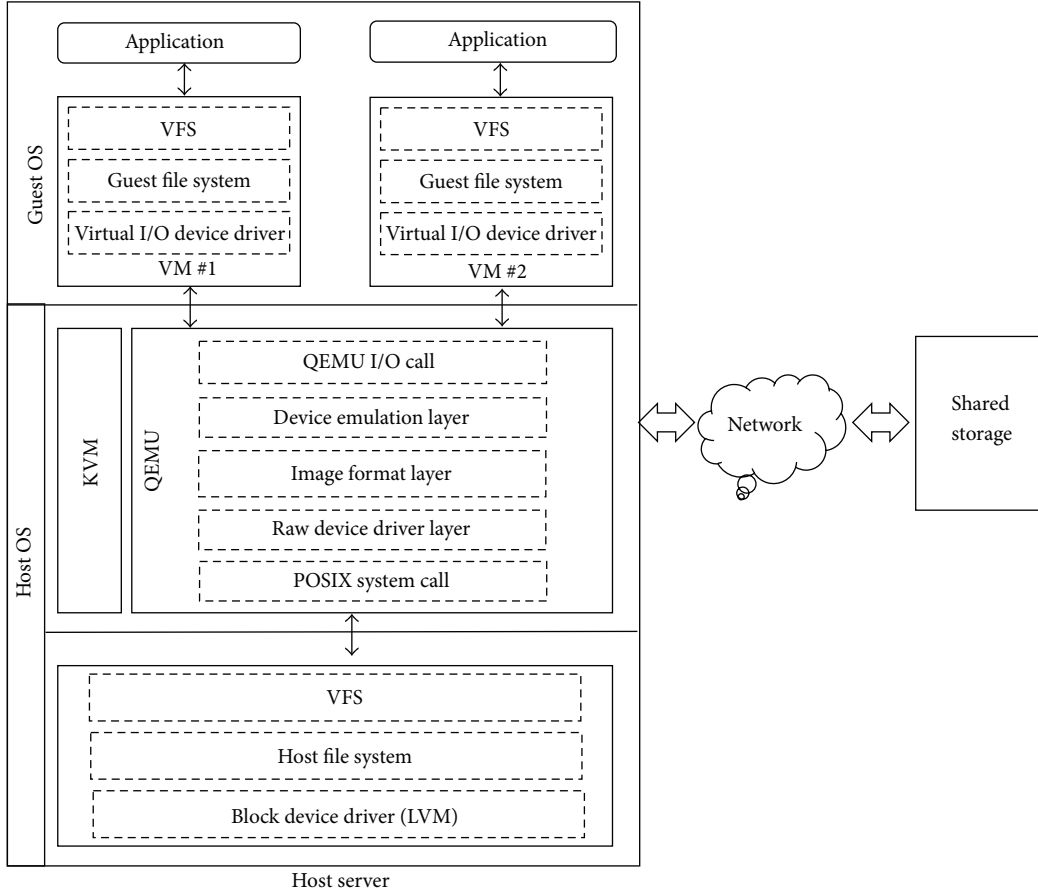 Application
Application
Guest OS
VFS
Guest file system
Virtual I/O device driver
VM #1
VFS
Guest file system
Virtual I/O device driver
VM #2
Host OS
KVM
QEMU
QEMU I/O call
Device emulation layer
Image format layer
Raw device driver layer
POSIX system call
Network
Shared
storage
VFS
Host file system
Block device driver (LVM)
Host server